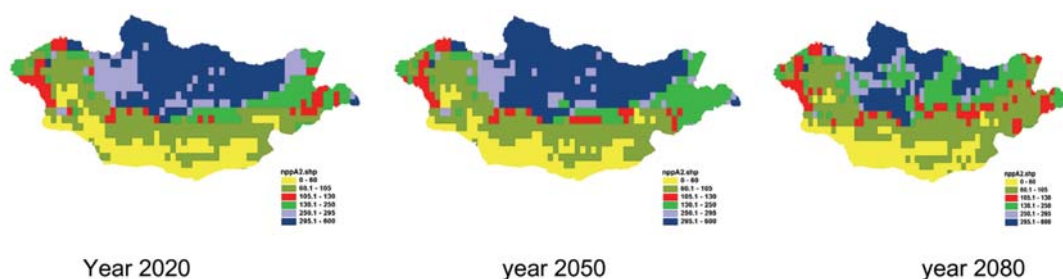 nppA2.shp
0 - 60
60.1 - 105
105.1 - 130
130.1 - 250
250.1 - 295
295.1 - 600
nppA2.shp
0 - 60
60.1 - 105
105.1 - 130
130.1 - 250
250.1 - 295
295.1 - 600
nppA2.shp
0 - 60
60.1 - 105
105.1 - 130
130.1 - 250
250.1 - 295
295.1 - 600
Year 2020
year 2050
year 2080